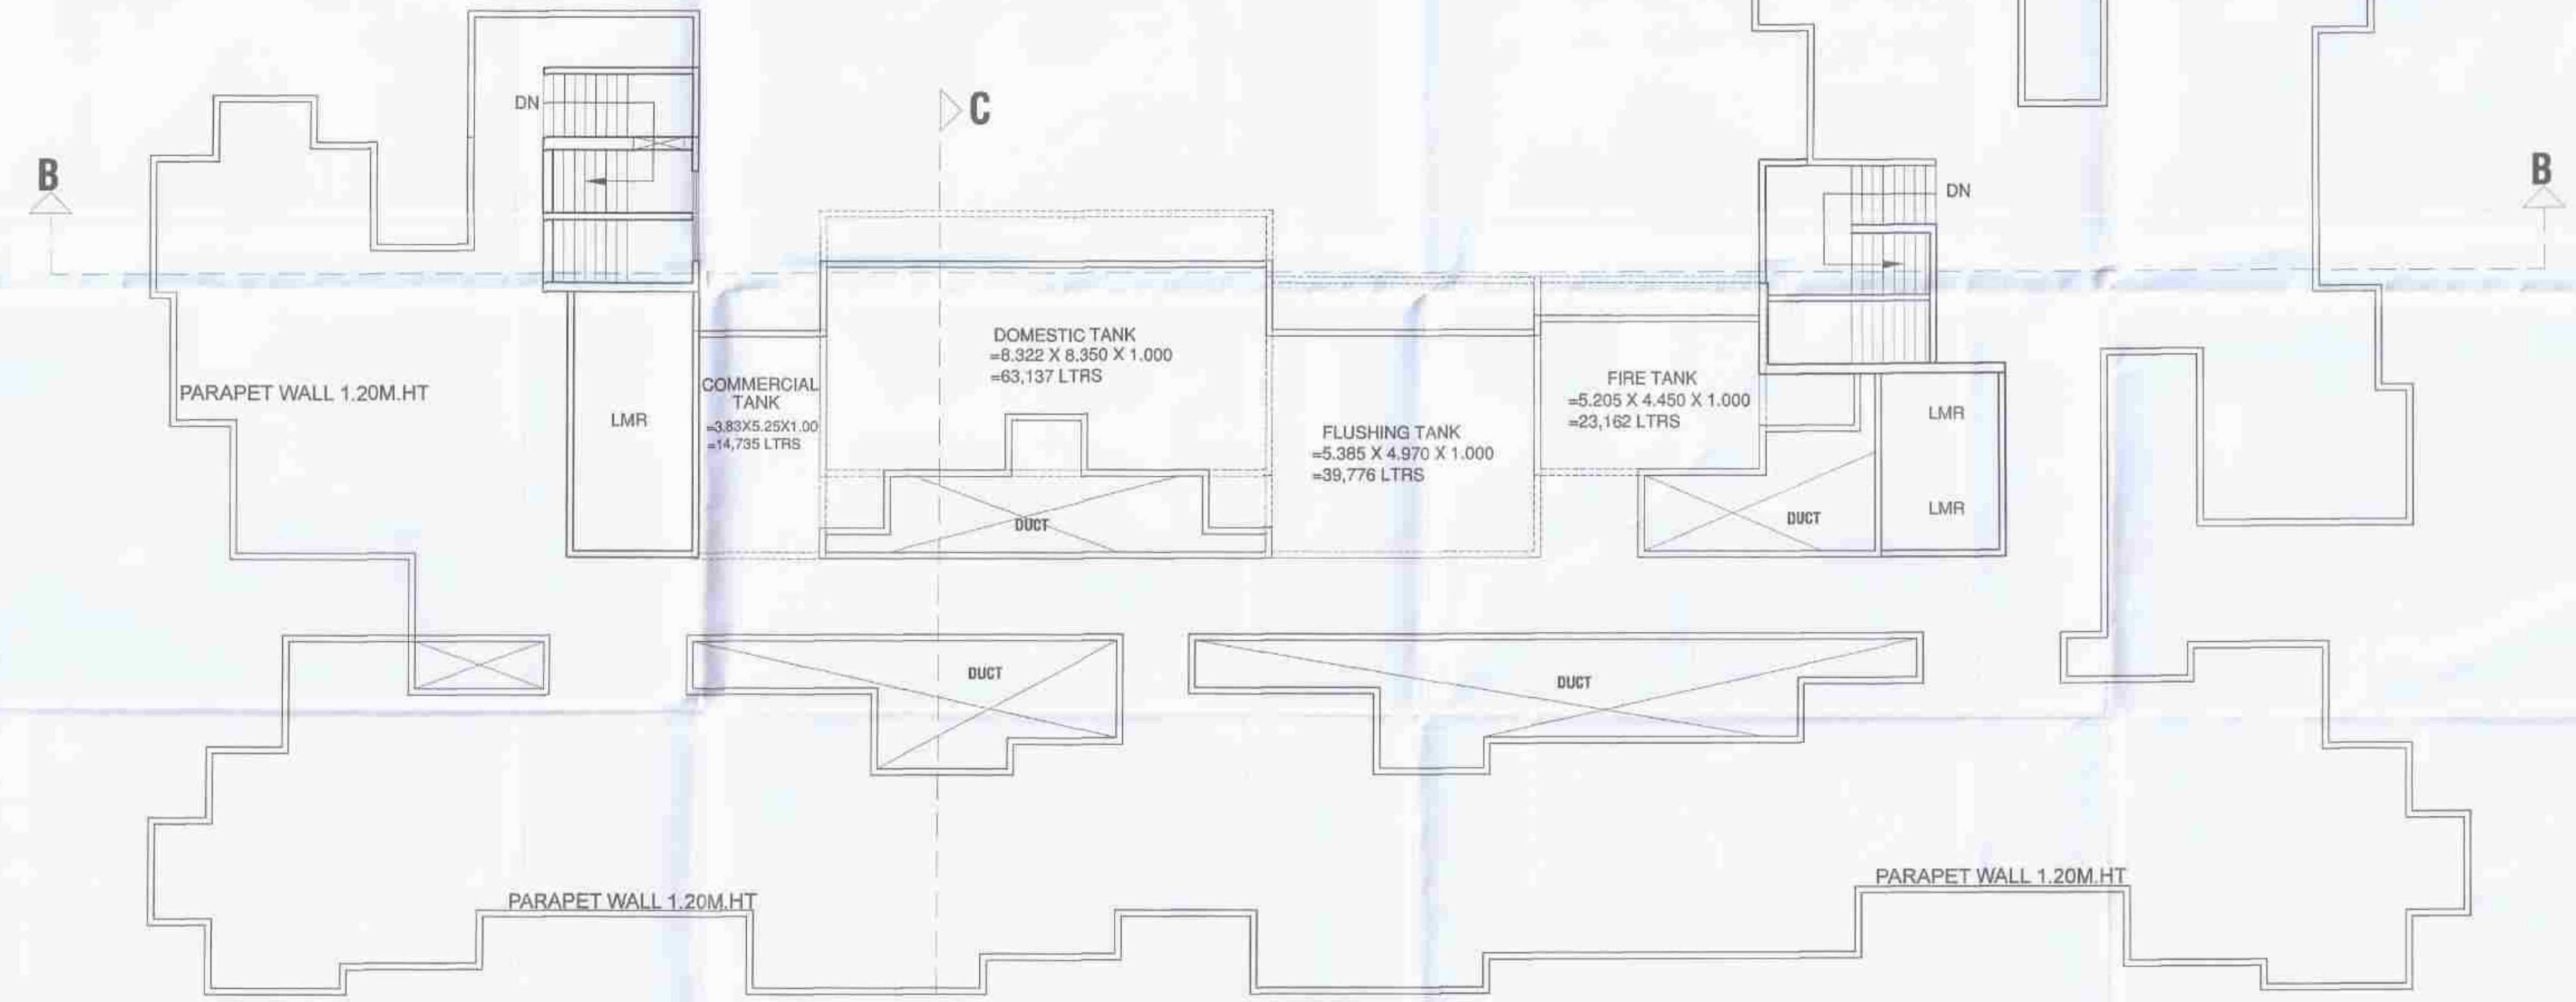 C
DN
B
DN
B
DOMESTIC TANK
=8.322 X 8.350 X 1.000
=63,137 LTRS
PARAPET WALL 1.20M.HT
LMR
COMMERCIAL
TANK
=3.83X5.25X1.00
=14,735 LTRS
FLUSHING TANK
=5.385 X 4.970 X 1.000
=39,776 LTRS
FIRE TANK
=5.205 X 4.450 X 1.000
=23,162 LTRS
LMR
LMR
DUCT
DUCT
DUCT
DUCT
PARAPET WALL 1.20M.HT
PARAPET WALL 1.20M.HT